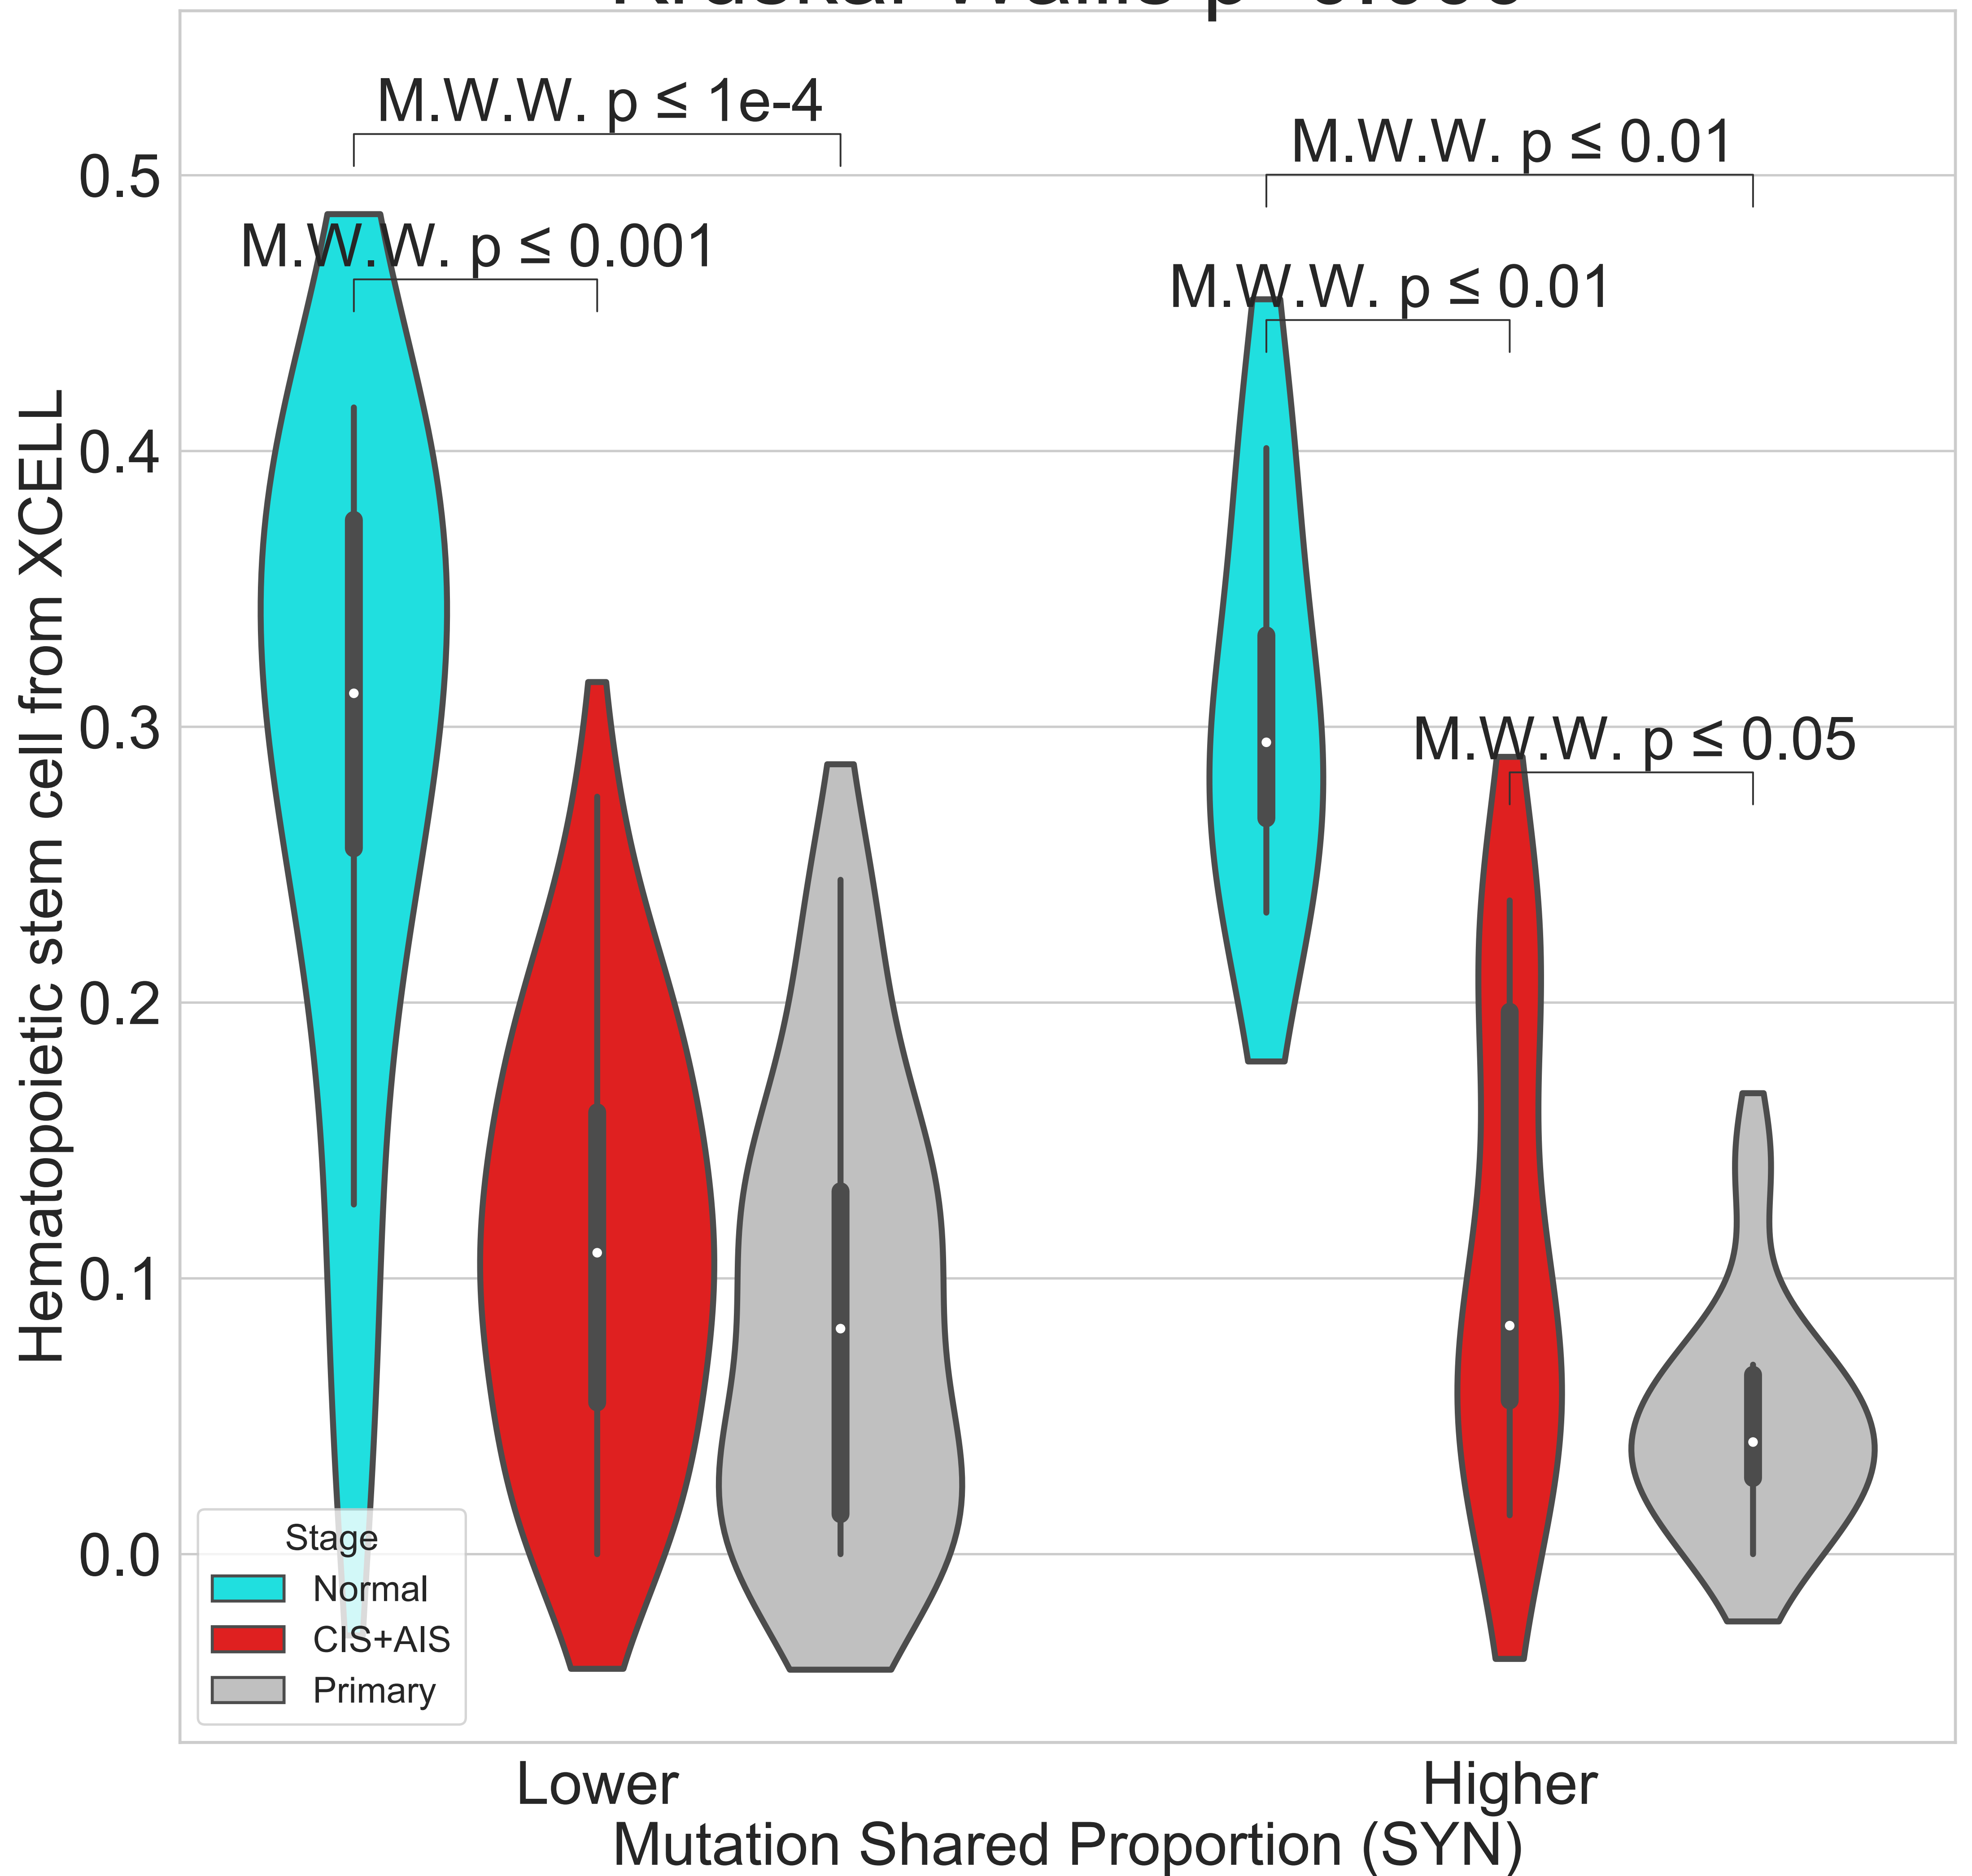 M.W.W. p ≤ 1e-4
M.W.W. p ≤ 0.01
M.W.W. p ≤ 0.001
M.W.W. p ≤ 0.01
M.W.W. p ≤ 0.05
Hematopoietic stem cell from XCELL
0.5
0.4
0.3
0.2
0.1
0.0
Stage
Normal
CIS+AIS
Primary
Lower
Higher
Mutation Shared Proportion (SYN)